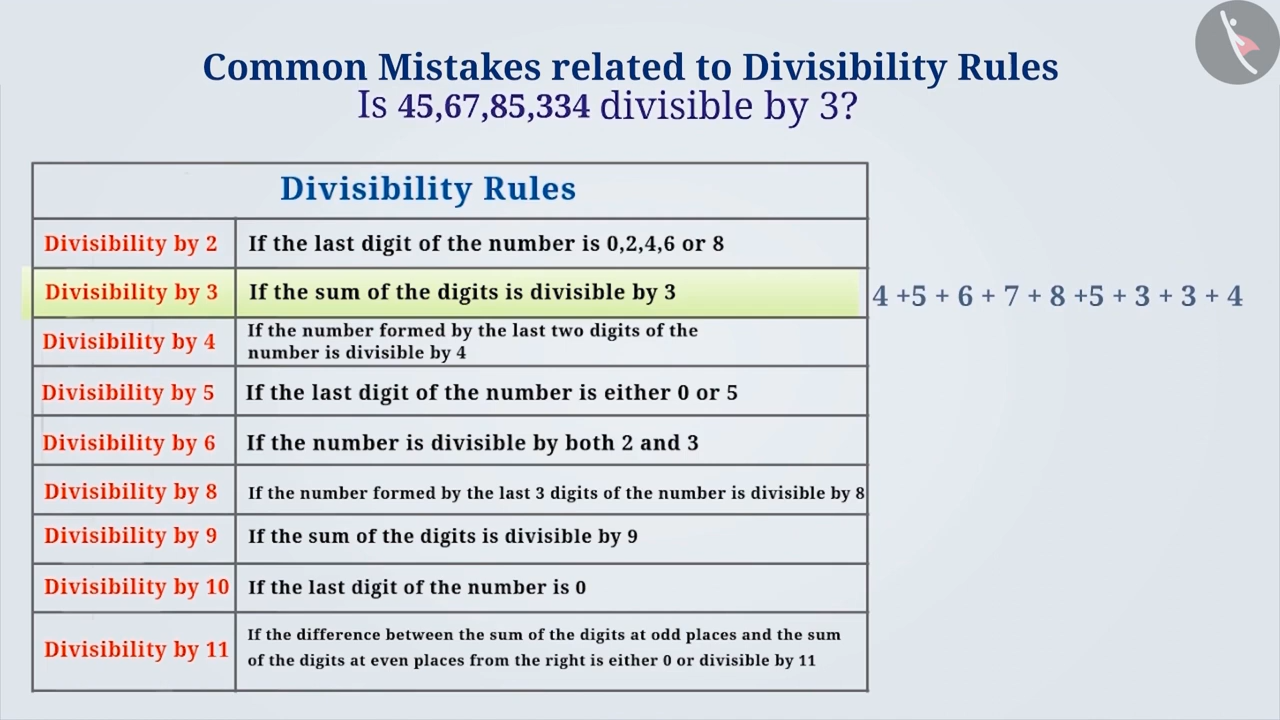 Common Mistakes related to Divisibility Rules
Is 45,67,85,334 divisible by 3?
Divisibility Rules
Divisibility by 2 If the last digit of the number is 0,2,4,6 or 8
Divisibility by 3 If the sum of the digits is divisible by 3 4 +5 + 6 + 7 + 8 +5 + 3 + 3 + 4
Divisibility by 4 If the number formed by the last two digits of the
number is divisible by 4
Divisibility by 5 If the last digit of the number is either 0 or 5
Divisibility by 6 If the number is divisible by both 2 and 3
Divisibility by 8 If the number formed by the last 3 digits of the number is divisible by 8
Divisibility by 9 If the sum of the digits is divisible by 9
Divisibility by 10 If the last digit of the number is 0
Divisibility by 11 If the difference between the sum of the digits at odd places and the sum
of the digits at even places from the right is either 0 or divisible by 11